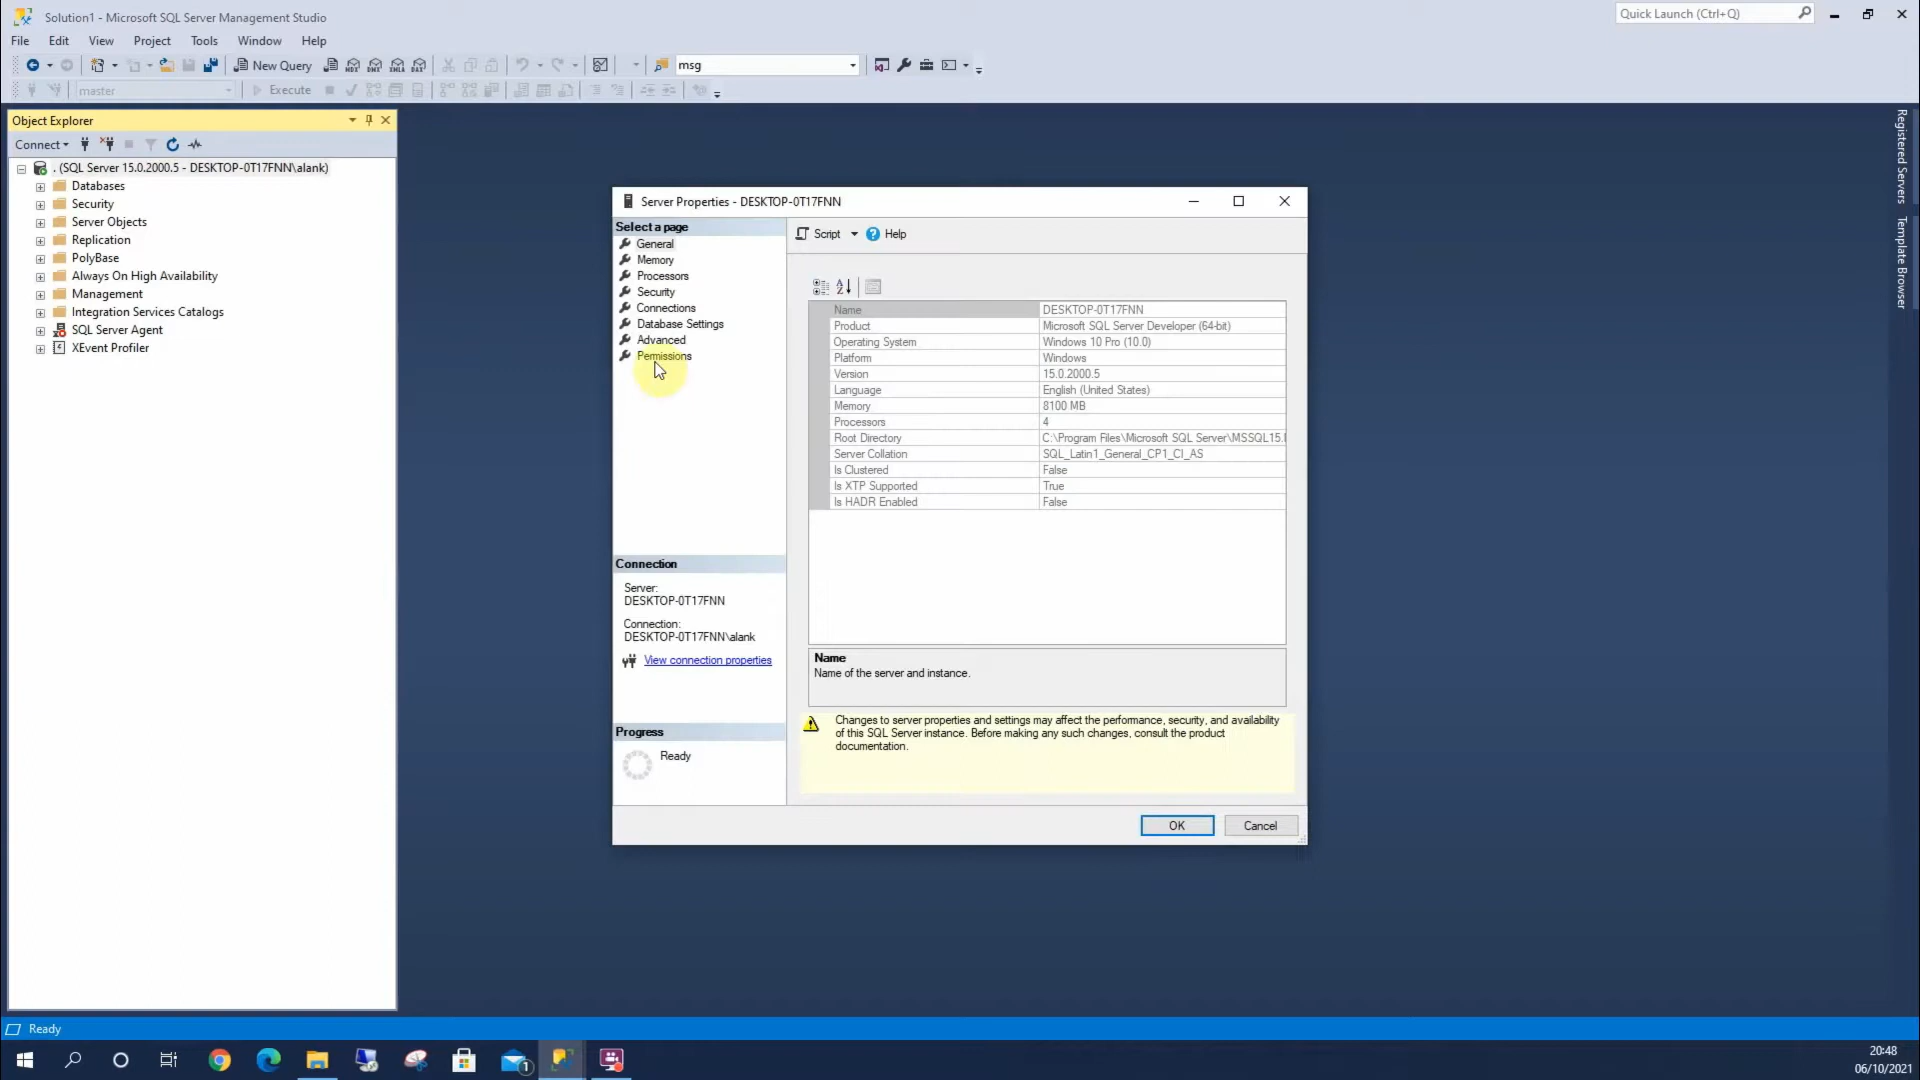 Solution1 - Microsoft SQL Server Management Studio
Quick Launch (Ctrl+Q)
File Edit View Project Tools Window Help
New Query
msg
master
Execute
Object Explorer
Connect
. (SQL Server 15.0.2000.5 - DESKTOP-0T17FNN\alank)
Databases
Security
Server Objects
Replication
PolyBase
Always On High Availability
Management
Integration Services Catalogs
SQL Server Agent
XEvent Profiler
Server Properties - DESKTOP-0T17FNN
Select a page
General
Memory
Processors
Security
Connections
Database Settings
Advanced
Permissions
Connection
Server:
DESKTOP-0T17FNN
Connection:
DESKTOP-0T17FNN\alank
View connection properties
Progress
Ready
Script Help
Name DESKTOP-0T17FNN
Product Microsoft SQL Server Developer (64-bit)
Operating System Windows 10 Pro (10.0)
Platform Windows
Version 15.0.2000.5
Language English (United States)
Memory 8100 MB
Processors 4
Root Directory C:\Program Files\Microsoft SQL Server\MSSQL15.
Server Collation SQL_Latin1_General_CP1_CI_AS
Is Clustered False
Is XTP Supported True
Is HADR Enabled False
Name
Name of the server and instance.
Changes to server properties and settings may affect the performance, security, and availability
of this SQL Server instance. Before making any such changes, consult the product
documentation.
OK Cancel
Registered Servers
Template Browser
Ready
1
20:48
06/10/2021